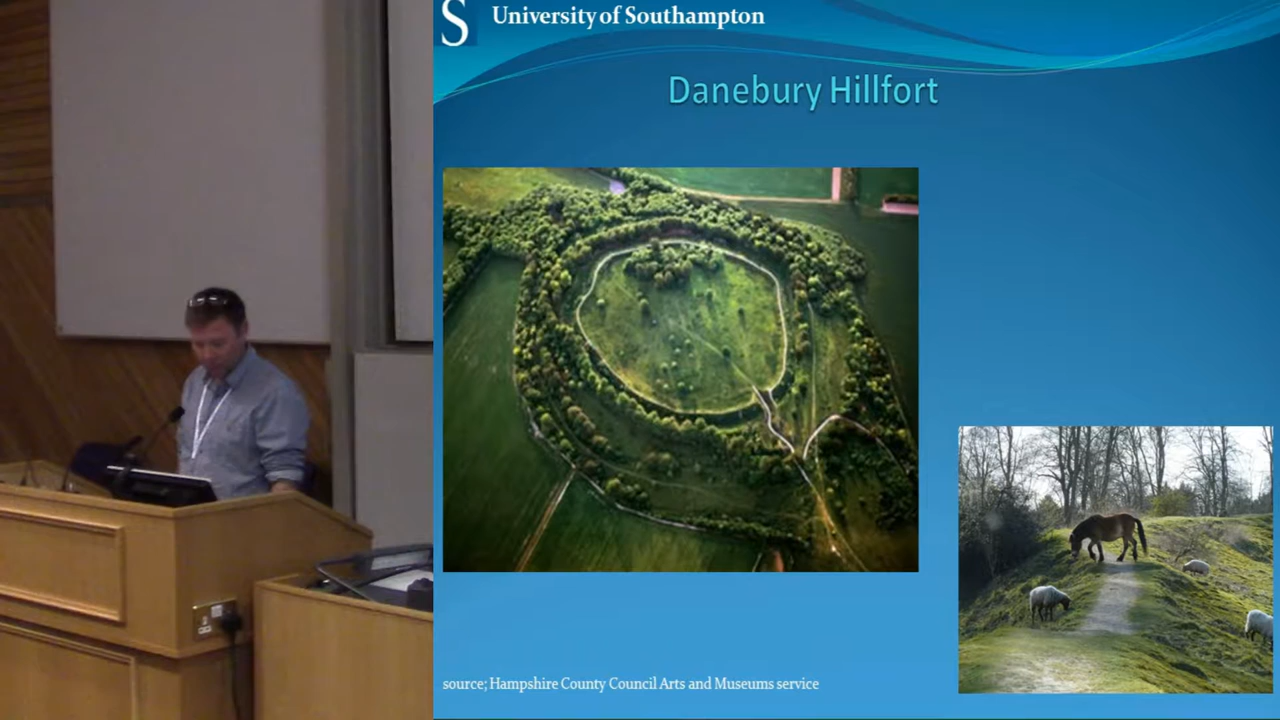 S
University of Southampton
Danebury Hillfort
source; Hampshire County Council Arts and Museums service